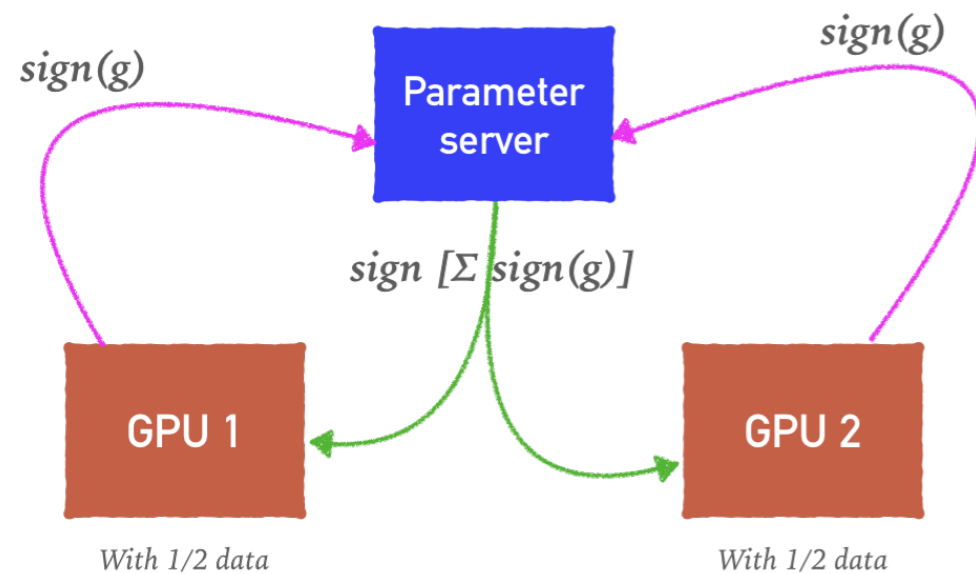 sign(g)
sign(g)
Parameter
server
sign [Σ sign(g)]
GPU 1
GPU 2
With 1/2 data
With 1/2 data